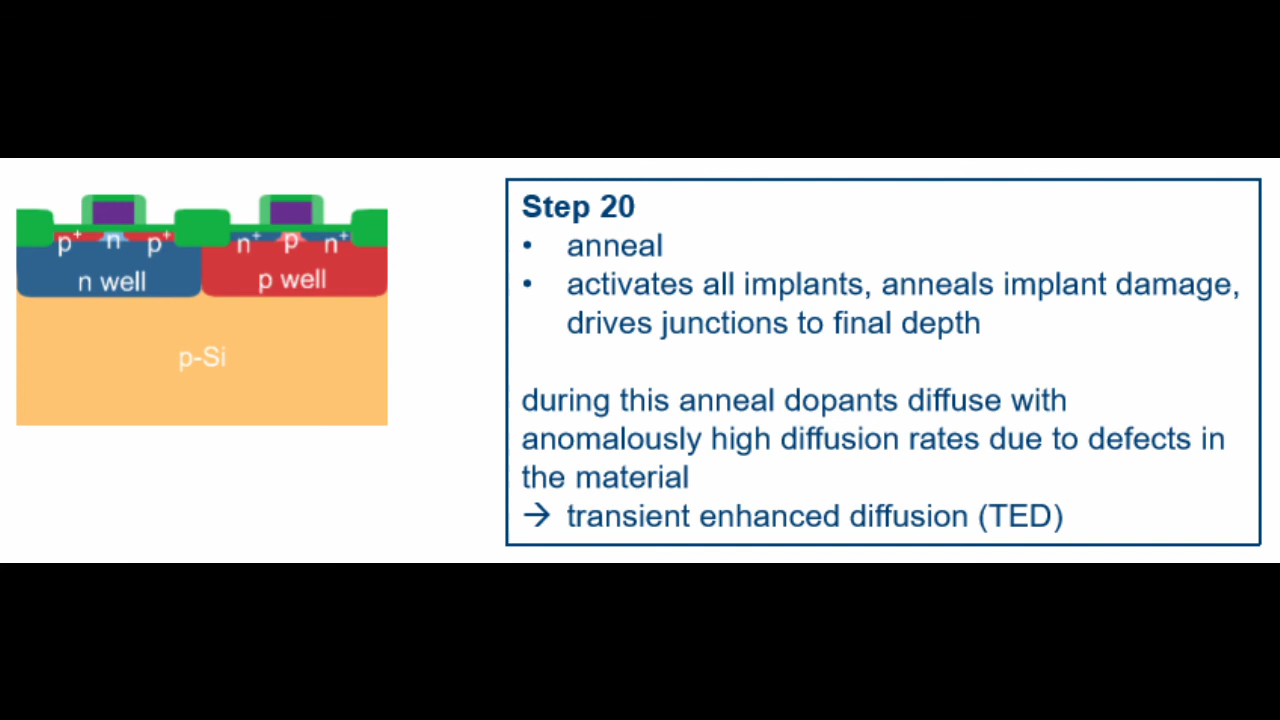 p⁺ n p⁺ n⁺ p n⁺
n well p well
p-Si
Step 20
• anneal
• activates all implants, anneals implant damage,
drives junctions to final depth
during this anneal dopants diffuse with
anomalously high diffusion rates due to defects in
the material
→ transient enhanced diffusion (TED)